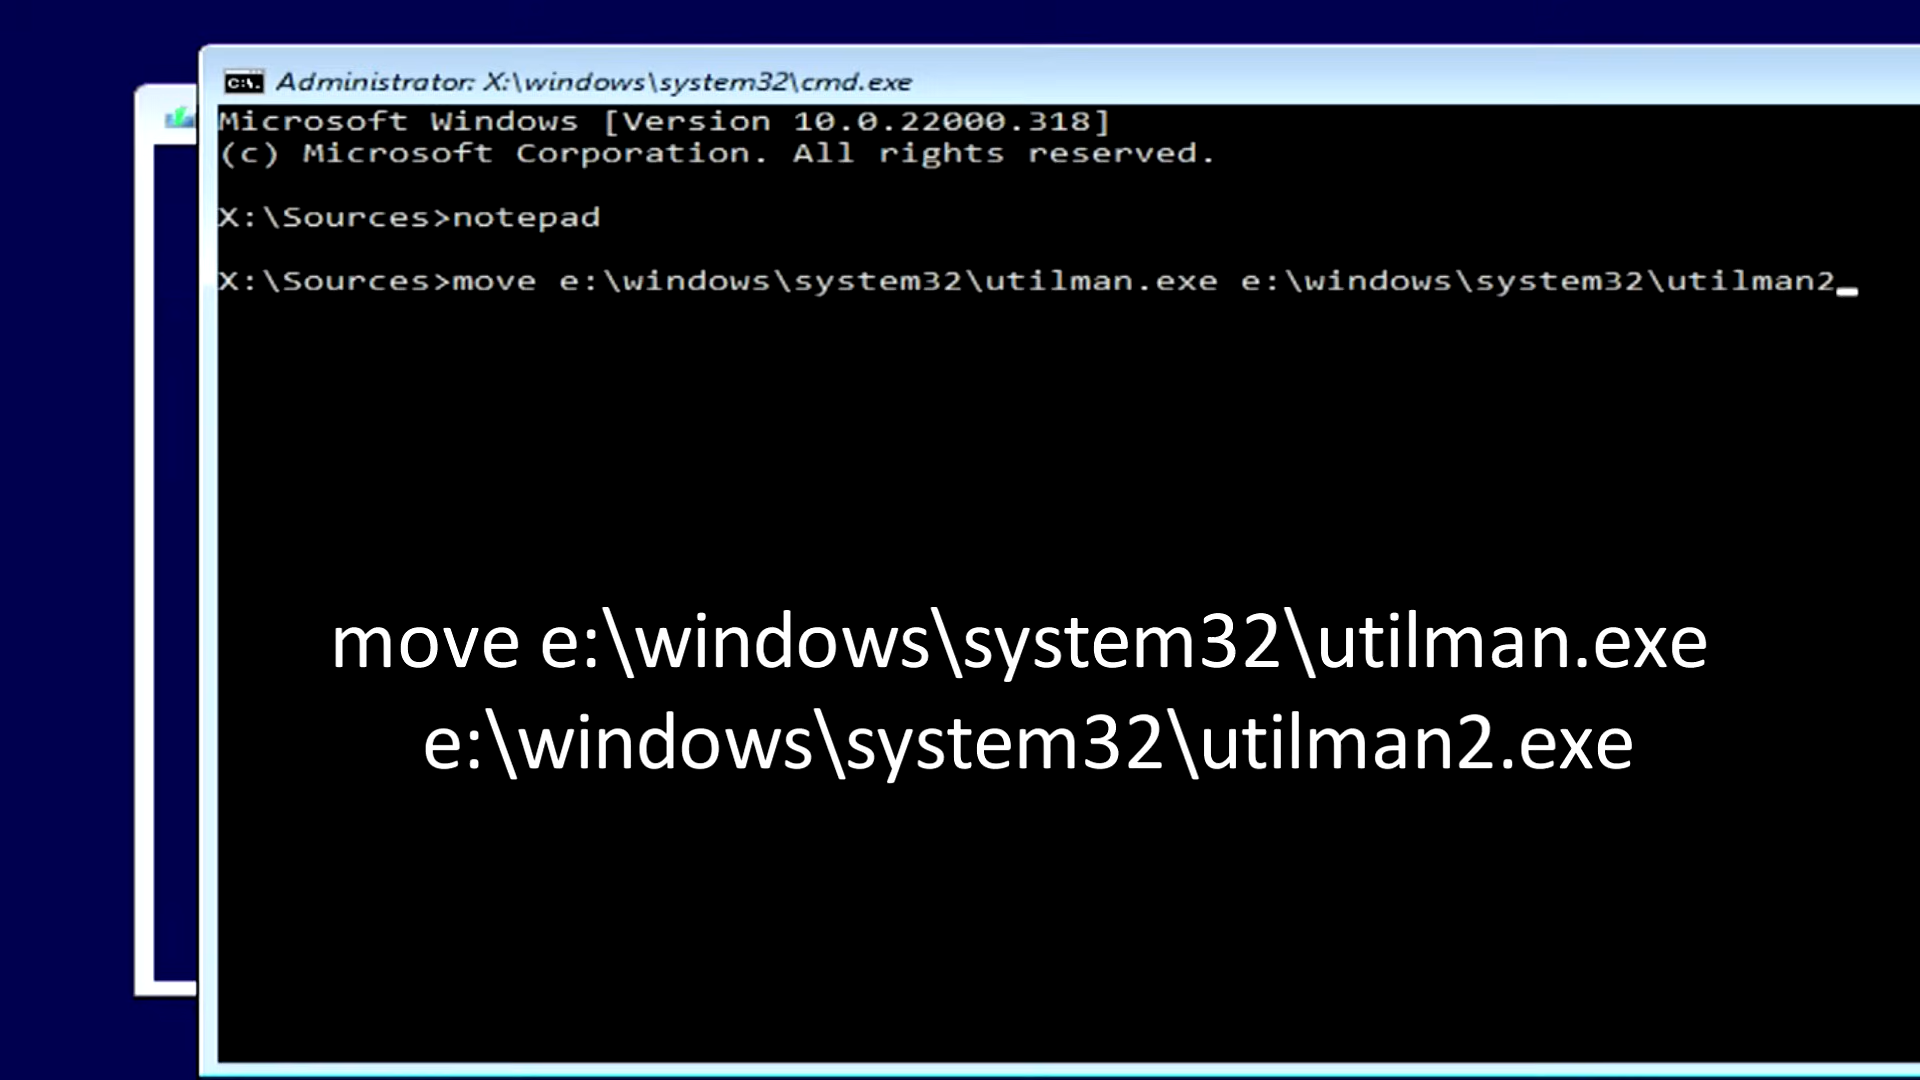 Administrator: X:\windows\system32\cmd.exe
Microsoft Windows [Version 10.0.22000.318]
(c) Microsoft Corporation. All rights reserved.
X:\Sources>notepad
X:\Sources>move e:\windows\system32\utilman.exe e:\windows\system32\utilman2_
move e:\windows\system32\utilman.exe
e:\windows\system32\utilman2.exe